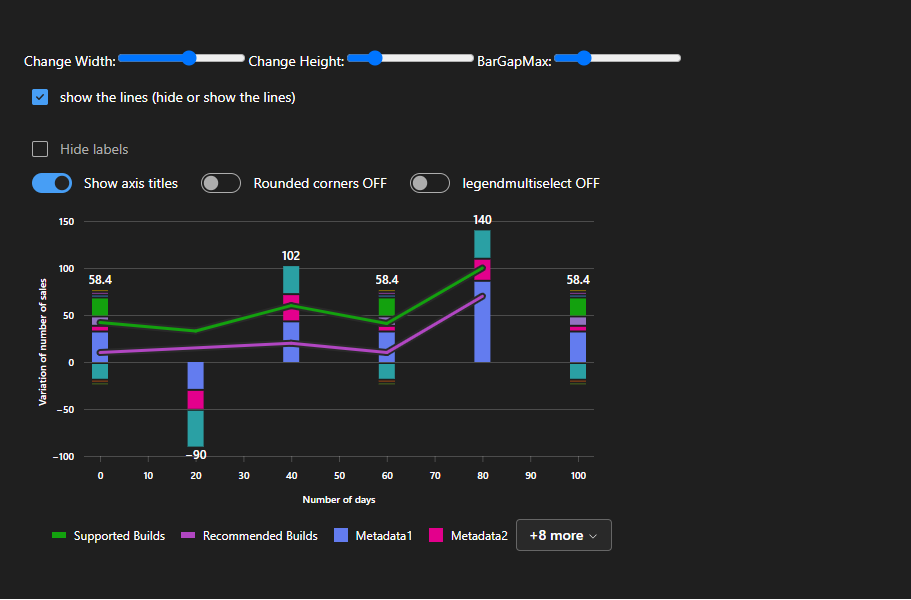 Change Width: Change Height: BarGapMax:
show the lines (hide or show the lines)
Hide labels
Show axis titles Rounded corners OFF legendmultiselect OFF
150
100
50
0
−50
−100
Variation of number of sales
58.4
−90
102
58.4
140
58.4
0 10 20 30 40 50 60 70 80 90 100
Number of days
Supported Builds Recommended Builds Metadata1 Metadata2 +8 more